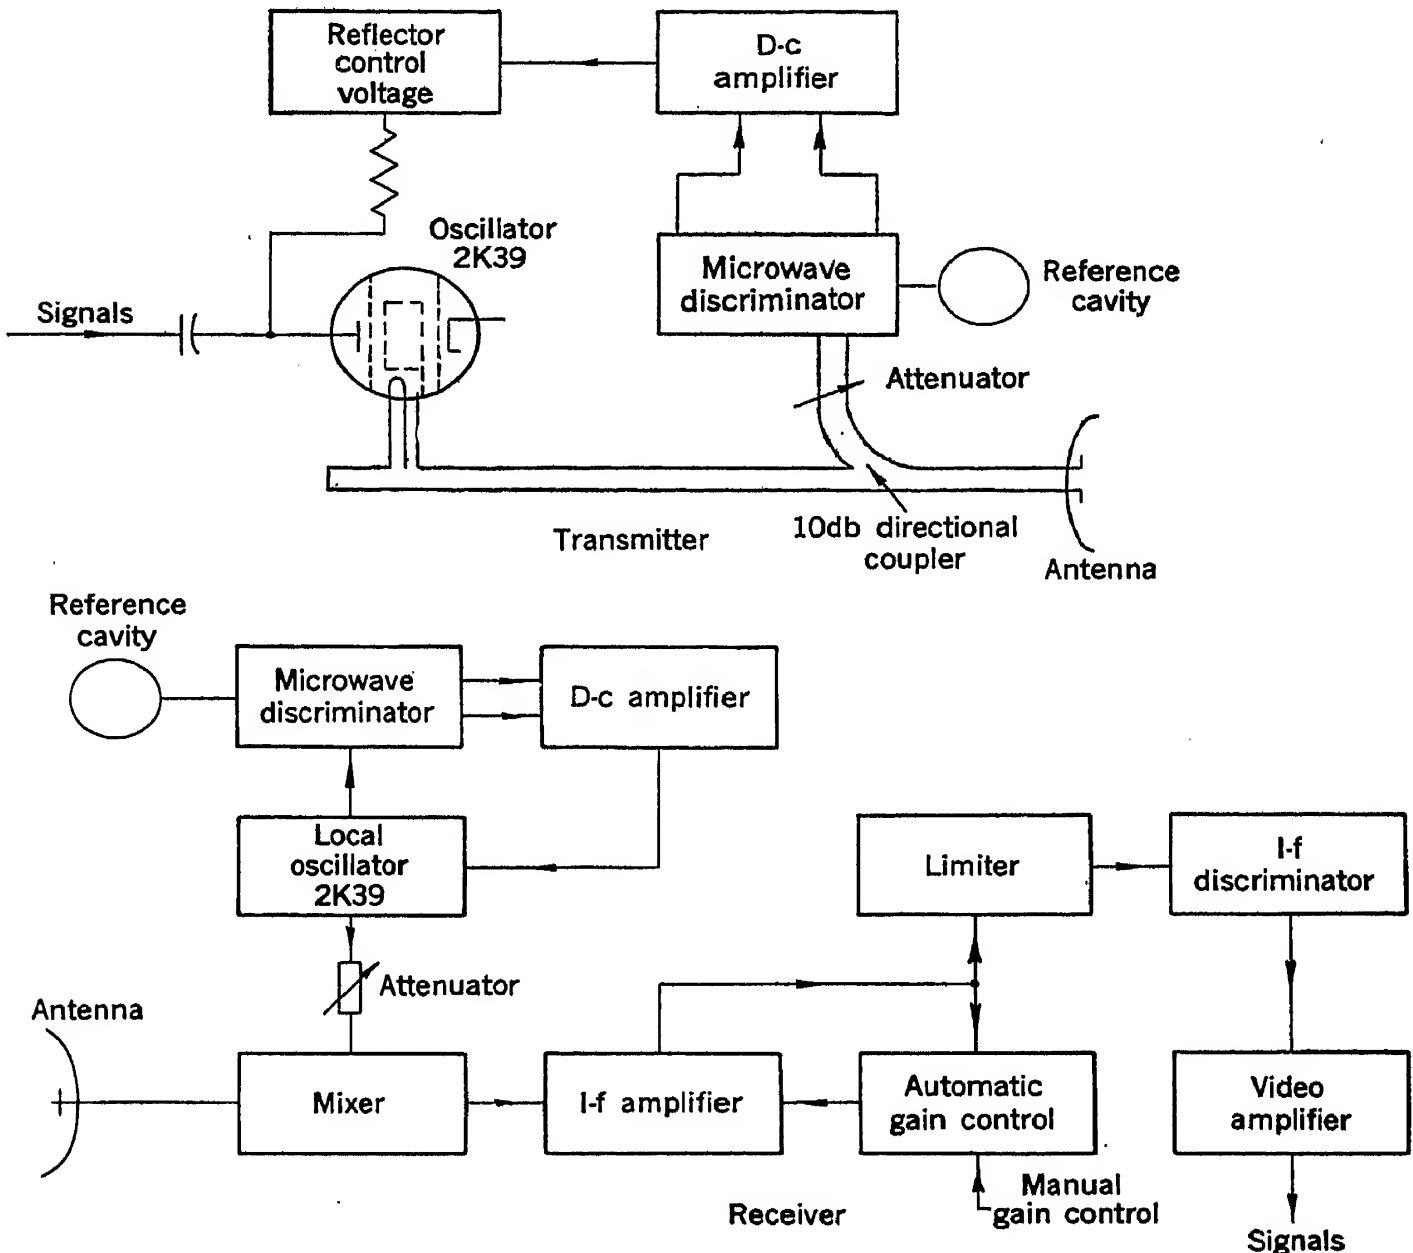 Reflector
control
voltage
D-c
amplifier
Oscillator
2K39
Microwave
discriminator
Reference
cavity
Signals
Attenuator
10db directional
coupler
Transmitter
Antenna
Reference
cavity
Microwave
discriminator
D-c amplifier
Local
oscillator
2K39
Limiter
I-f
discriminator
Attenuator
Antenna
Mixer
I-f amplifier
Automatic
gain control
Video
amplifier
Manual
gain control
Receiver
Signals